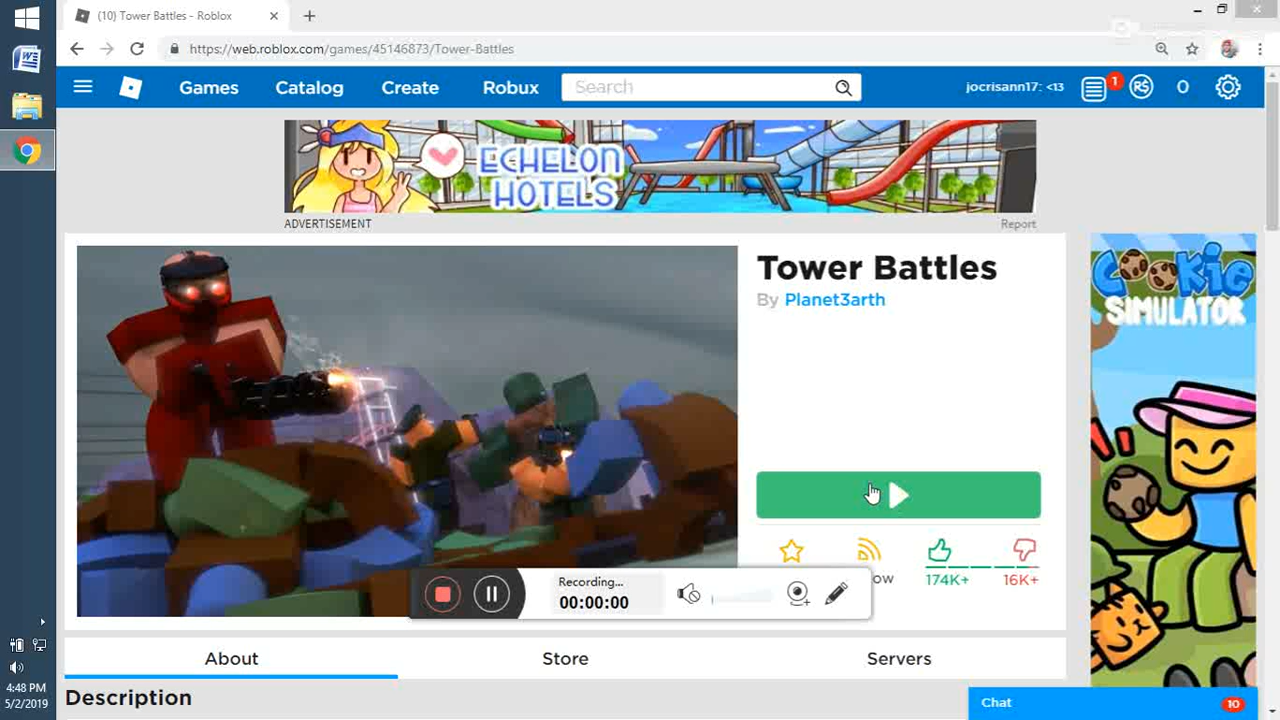 (10) Tower Battles - Roblox
https://web.roblox.com/games/45146873/Tower-Battles
Games
Catalog
Create
Robux
Search
jocrisann17: <13
1
R$
0
ECHELON
HOTELS
ADVERTISEMENT
Report
Tower Battles
By Planet3arth
Cookie
SIMULATOR
ow
174K+
16K+
Recording...
00:00:00
About
Store
Servers
Description
Chat
10
4:48 PM
5/2/2019